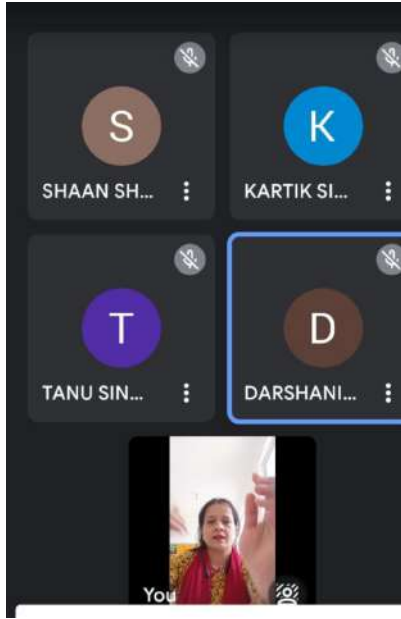 S K
SHAAN SH... KARTIK SI...
T D
TANU SIN... DARSHANI...
You